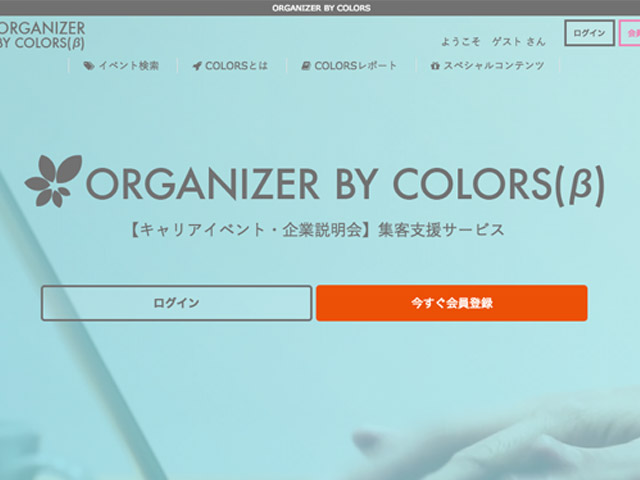 ORGANIZER BY COLORS
ORGANIZER
BY COLORS(β)
ようこそ ゲスト さん
ログイン
会員
イベント検索
COLORSとは
COLORSレポート
スペシャルコンテンツ
ORGANIZER BY COLORS(β)
【キャリアイベント・企業説明会】集客支援サービス
ログイン
今すぐ会員登録